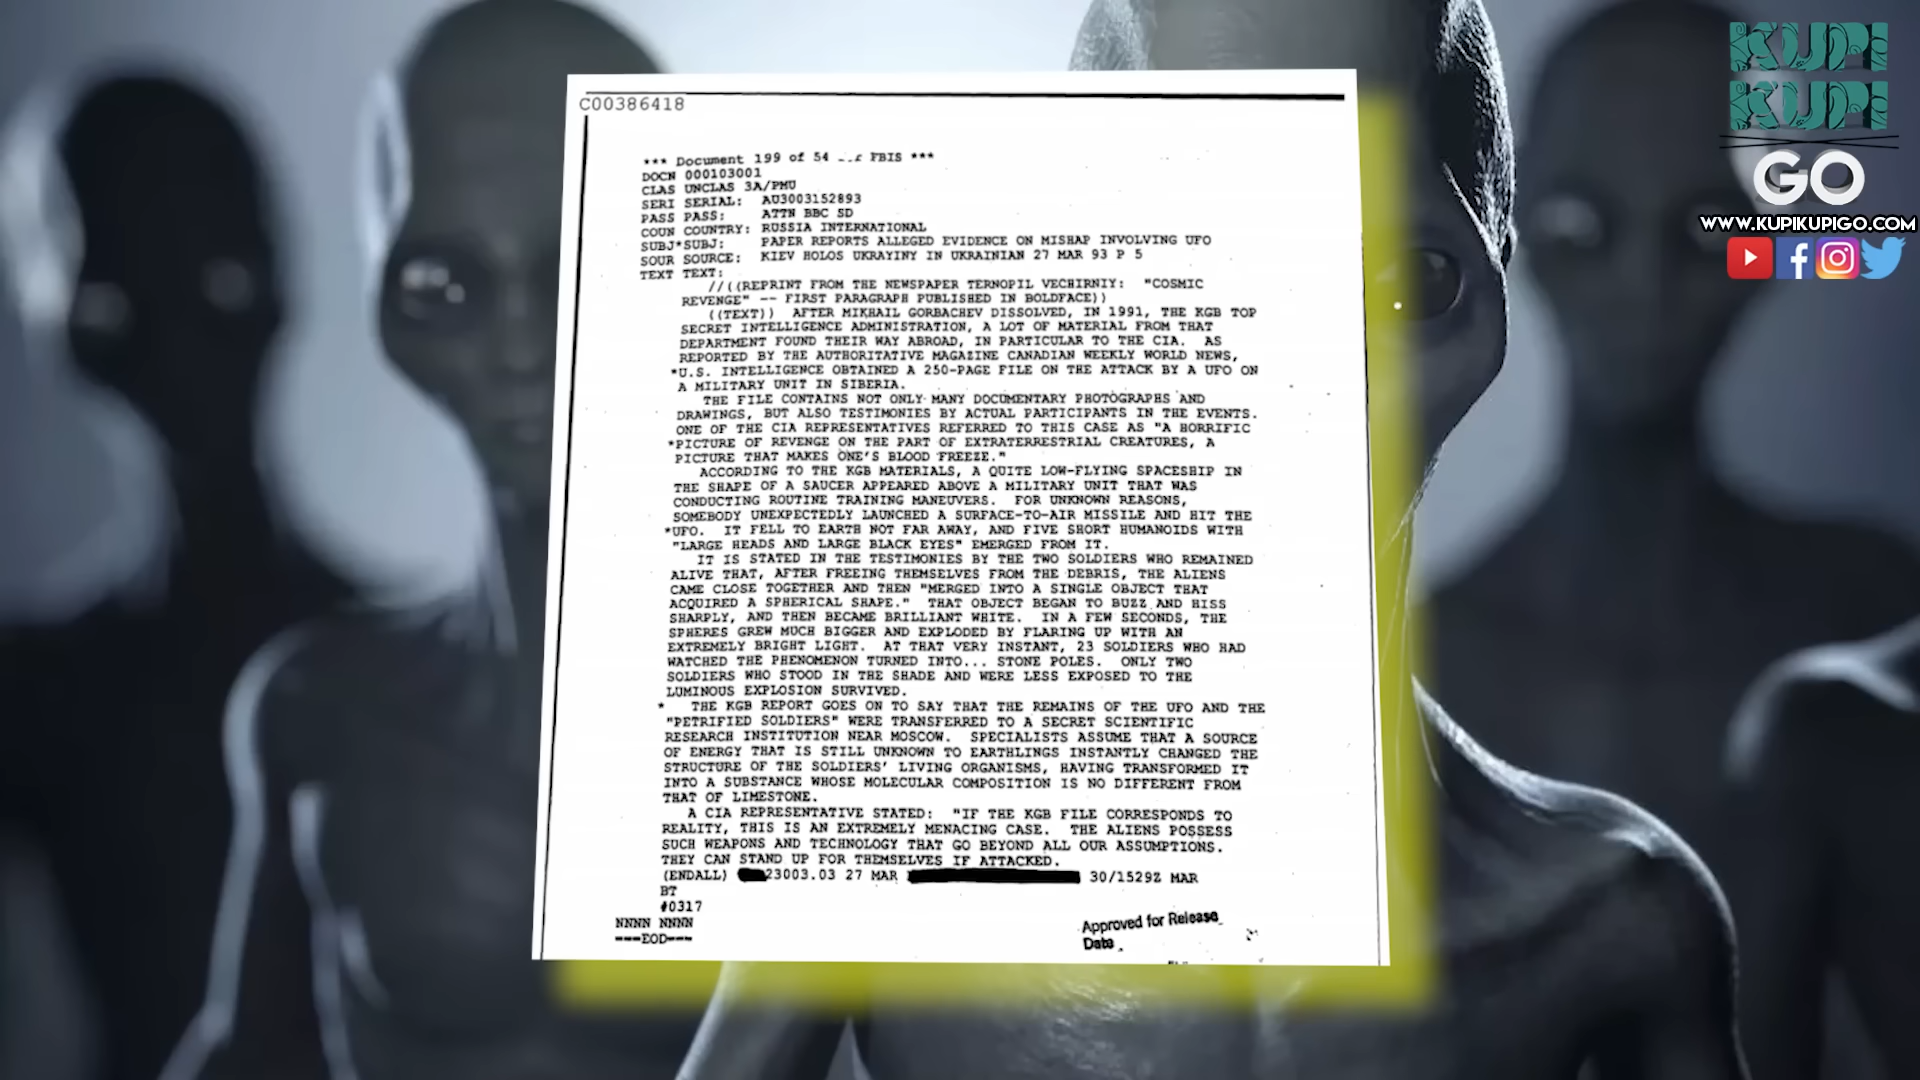 C00386418
*** Document 199 of 54 FBIS ***
DOCN 000103001
CLAS UNCLAS 3A/PMU
SERI SERIAL: AU3003152893
PASS PASS: ATTN BBC SD
COUN COUNTRY: RUSSIA INTERNATIONAL
SUBJ*SUBJ: PAPER REPORTS ALLEGED EVIDENCE ON MISHAP INVOLVING UFO
SOUR SOURCE: KIEV HOLOS UKRAYINY IN UKRAINIAN 27 MAR 93 P 5
TEXT TEXT:
//((REPRINT FROM THE NEWSPAPER TERNOPIL VECHIRNIY: "COSMIC
REVENGE" -- FIRST PARAGRAPH PUBLISHED IN BOLDFACE))
((TEXT)) AFTER MIKHAIL GORBACHEV DISSOLVED, IN 1991, THE KGB TOP
SECRET INTELLIGENCE ADMINISTRATION, A LOT OF MATERIAL FROM THAT
DEPARTMENT FOUND THEIR WAY ABROAD, IN PARTICULAR TO THE CIA. AS
REPORTED BY THE AUTHORITATIVE MAGAZINE CANADIAN WEEKLY WORLD NEWS,
*U.S. INTELLIGENCE OBTAINED A 250-PAGE FILE ON THE ATTACK BY A UFO ON
A MILITARY UNIT IN SIBERIA.
THE FILE CONTAINS NOT ONLY MANY DOCUMENTARY PHOTOGRAPHS AND
DRAWINGS, BUT ALSO TESTIMONIES BY ACTUAL PARTICIPANTS IN THE EVENTS.
ONE OF THE CIA REPRESENTATIVES REFERRED TO THIS CASE AS "A HORRIFIC
*PICTURE OF REVENGE ON THE PART OF EXTRATERRESTRIAL CREATURES, A
PICTURE THAT MAKES ONE'S BLOOD FREEZE."
ACCORDING TO THE KGB MATERIALS, A QUITE LOW-FLYING SPACESHIP IN
THE SHAPE OF A SAUCER APPEARED ABOVE A MILITARY UNIT THAT WAS
CONDUCTING ROUTINE TRAINING MANEUVERS. FOR UNKNOWN REASONS,
SOMEBODY UNEXPECTEDLY LAUNCHED A SURFACE-TO-AIR MISSILE AND HIT THE
*UFO. IT FELL TO EARTH NOT FAR AWAY, AND FIVE SHORT HUMANOIDS WITH
"LARGE HEADS AND LARGE BLACK EYES" EMERGED FROM IT.
IT IS STATED IN THE TESTIMONIES BY THE TWO SOLDIERS WHO REMAINED
ALIVE THAT, AFTER FREEING THEMSELVES FROM THE DEBRIS, THE ALIENS
CAME CLOSE TOGETHER AND THEN "MERGED INTO A SINGLE OBJECT THAT
ACQUIRED A SPHERICAL SHAPE." THAT OBJECT BEGAN TO BUZZ AND HISS
SHARPLY, AND THEN BECAME BRILLIANT WHITE. IN A FEW SECONDS, THE
SPHERES GREW MUCH BIGGER AND EXPLODED BY FLARING UP WITH AN
EXTREMELY BRIGHT LIGHT. AT THAT VERY INSTANT, 23 SOLDIERS WHO HAD
WATCHED THE PHENOMENON TURNED INTO... STONE POLES. ONLY TWO
SOLDIERS WHO STOOD IN THE SHADE AND WERE LESS EXPOSED TO THE
LUMINOUS EXPLOSION SURVIVED.
* THE KGB REPORT GOES ON TO SAY THAT THE REMAINS OF THE UFO AND THE
"PETRIFIED SOLDIERS" WERE TRANSFERRED TO A SECRET SCIENTIFIC
RESEARCH INSTITUTION NEAR MOSCOW. SPECIALISTS ASSUME THAT A SOURCE
OF ENERGY THAT IS STILL UNKNOWN TO EARTHLINGS INSTANTLY CHANGED THE
STRUCTURE OF THE SOLDIERS' LIVING ORGANISMS, HAVING TRANSFORMED IT
INTO A SUBSTANCE WHOSE MOLECULAR COMPOSITION IS NO DIFFERENT FROM
THAT OF LIMESTONE.
A CIA REPRESENTATIVE STATED: "IF THE KGB FILE CORRESPONDS TO
REALITY, THIS IS AN EXTREMELY MENACING CASE. THE ALIENS POSSESS
SUCH WEAPONS AND TECHNOLOGY THAT GO BEYOND ALL OUR ASSUMPTIONS.
THEY CAN STAND UP FOR THEMSELVES IF ATTACKED.
(ENDALL) 23003.03 27 MAR 30/1529Z MAR
BT
#0317
NNNN NNNN
---EOD---
Approved for Release
Date
KUPI
KUPI
GO
WWW.KUPIKUPIGO.COM